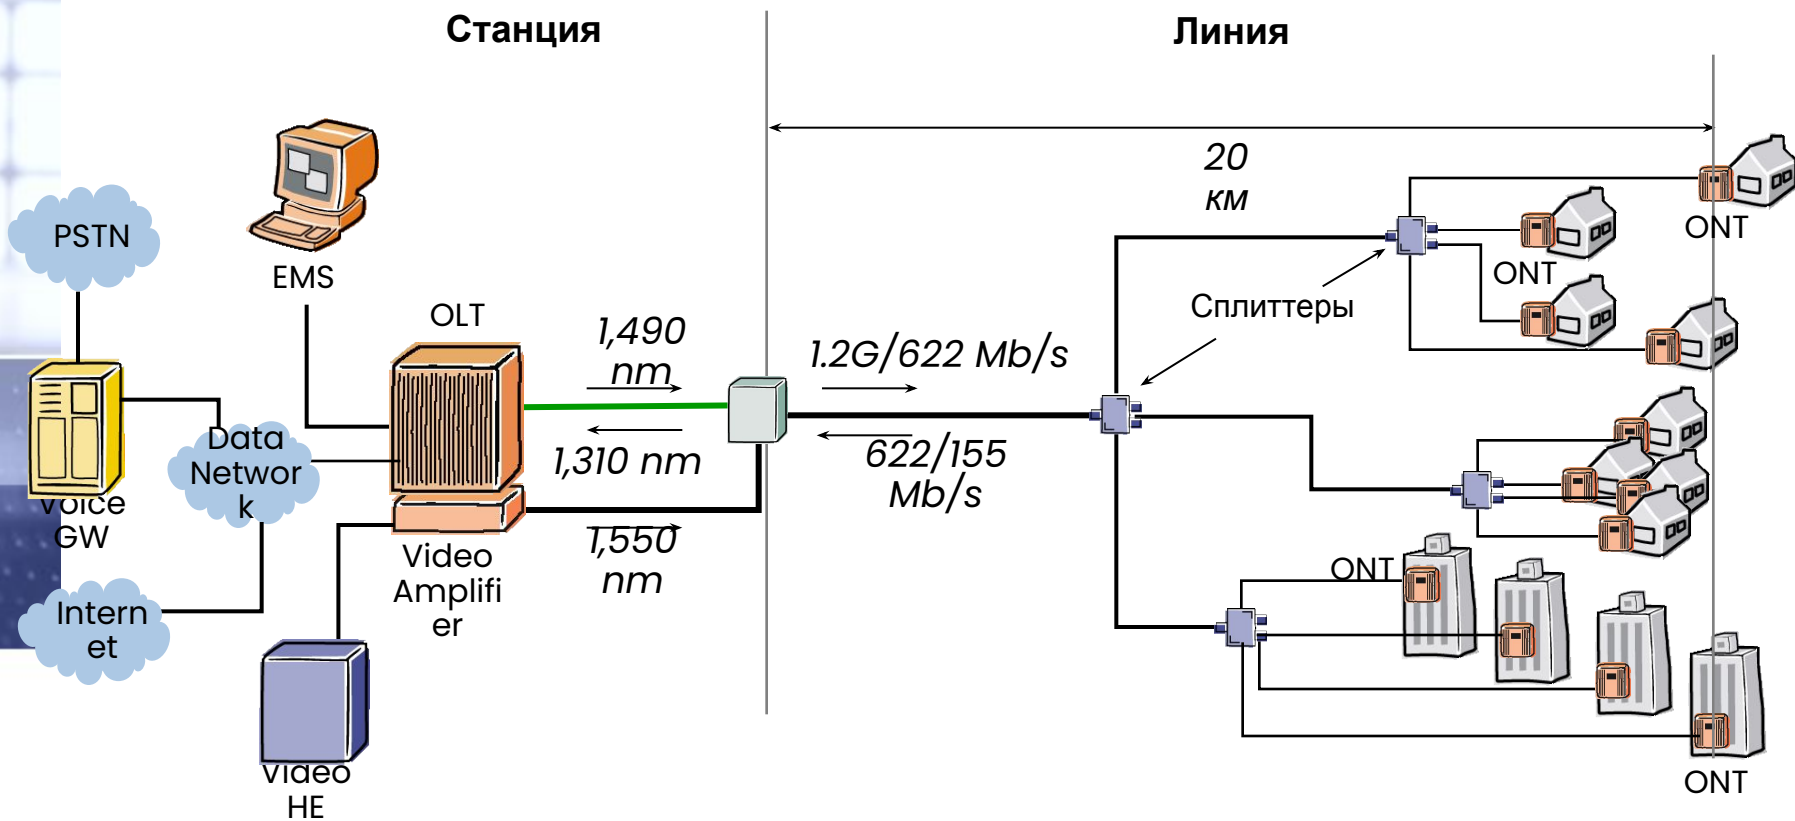 Станция
Линия
20
км
PSTN
EMS
OLT
1,490
nm
1.2G/622 Mb/s
1,310 nm
622/155
Mb/s
1,550
nm
Сплиттеры
ONT
ONT
Data
Networ
k
Voice
GW
Video
Amplifi
er
Intern
et
Video
HE
ONT
ONT